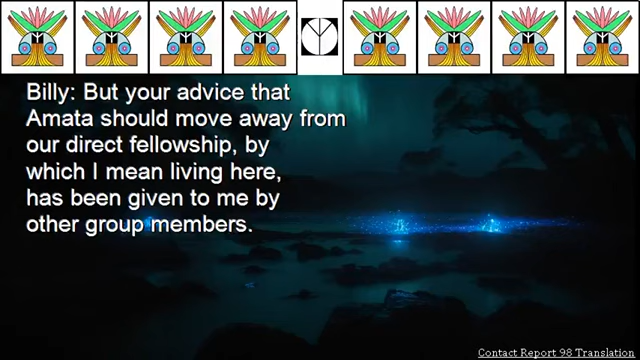 Billy: But your advice that
Amata should move away from
our direct fellowship, by
which I mean living here,
has been given to me by
other group members.
Contact Report 98 Translation